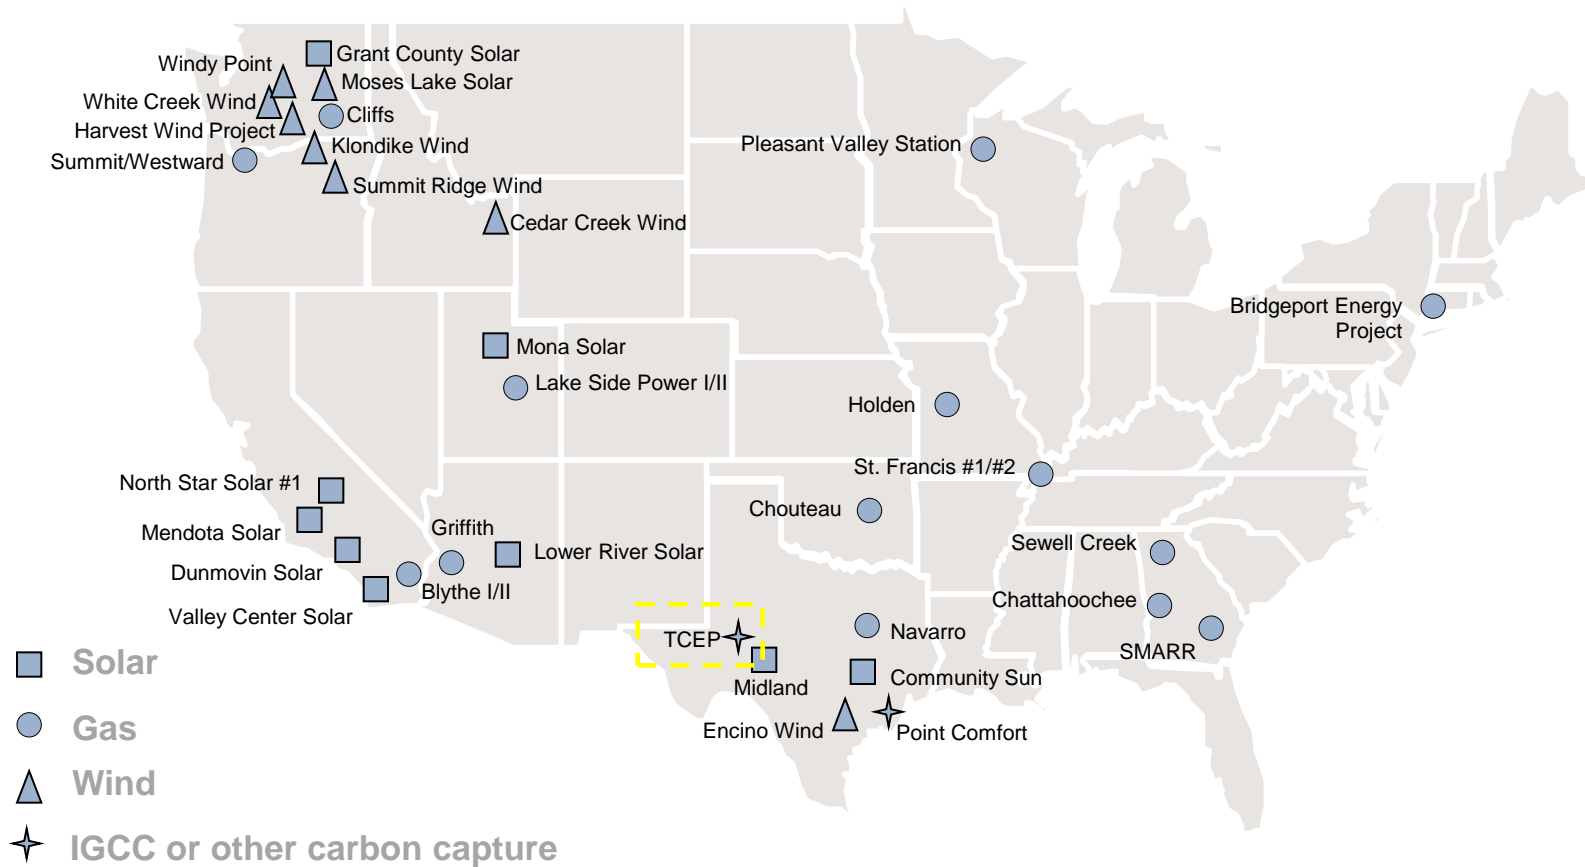 Grant County Solar
Windy Point
Moses Lake Solar
White Creek Wind
Cliffs
Harvest Wind Project
Klondike Wind
Summit/Westward
Summit Ridge Wind
Cedar Creek Wind
Pleasant Valley Station
Bridgeport Energy
Project
Mona Solar
Lake Side Power I/II
Holden
St. Francis #1/#2
North Star Solar #1
Chouteau
Mendota Solar
Griffith
Lower River Solar
Sewell Creek
Dunmovin Solar
Blythe I/II
Chattahoochee
Valley Center Solar
TCEP
Navarro
SMARR
Midland
Community Sun
Encino Wind
Point Comfort
Solar
Gas
Wind
IGCC or other carbon capture